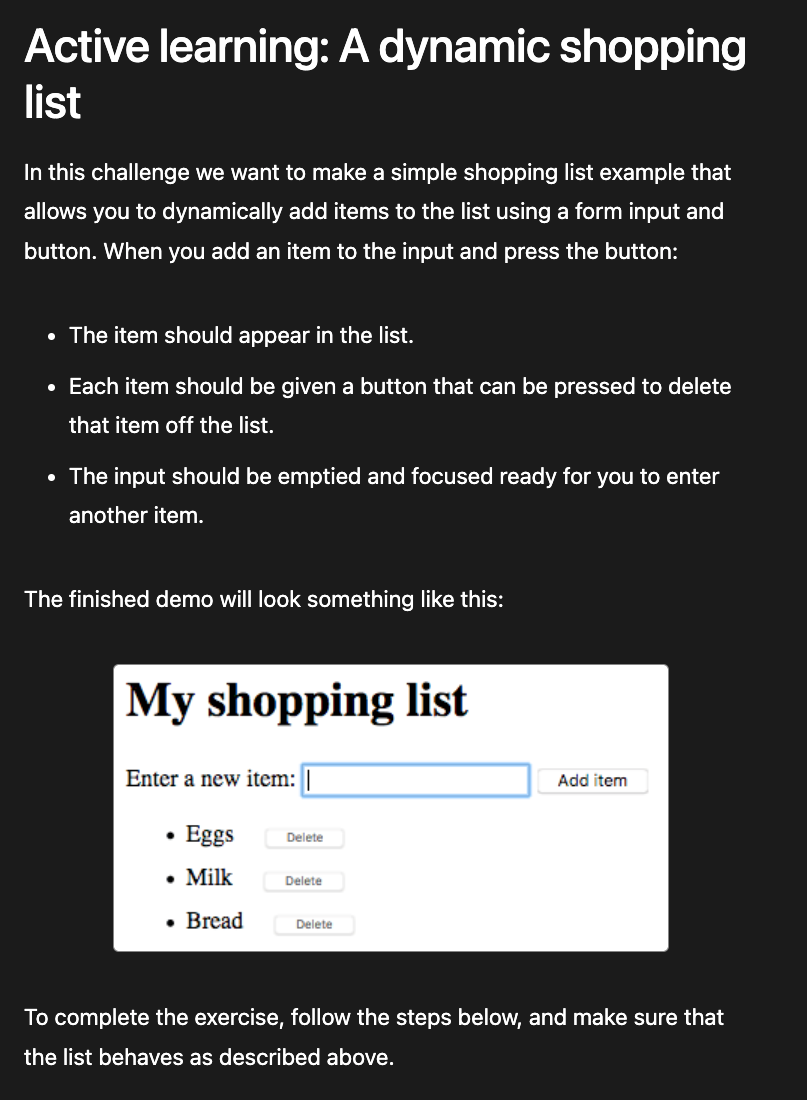 Active learning: A dynamic shopping
list
In this challenge we want to make a simple shopping list example that
allows you to dynamically add items to the list using a form input and
button. When you add an item to the input and press the button:
• The item should appear in the list.
• Each item should be given a button that can be pressed to delete
that item off the list.
• The input should be emptied and focused ready for you to enter
another item.
The finished demo will look something like this:
My shopping list
Enter a new item: Add item
• Eggs Delete
• Milk Delete
• Bread Delete
To complete the exercise, follow the steps below, and make sure that
the list behaves as described above.